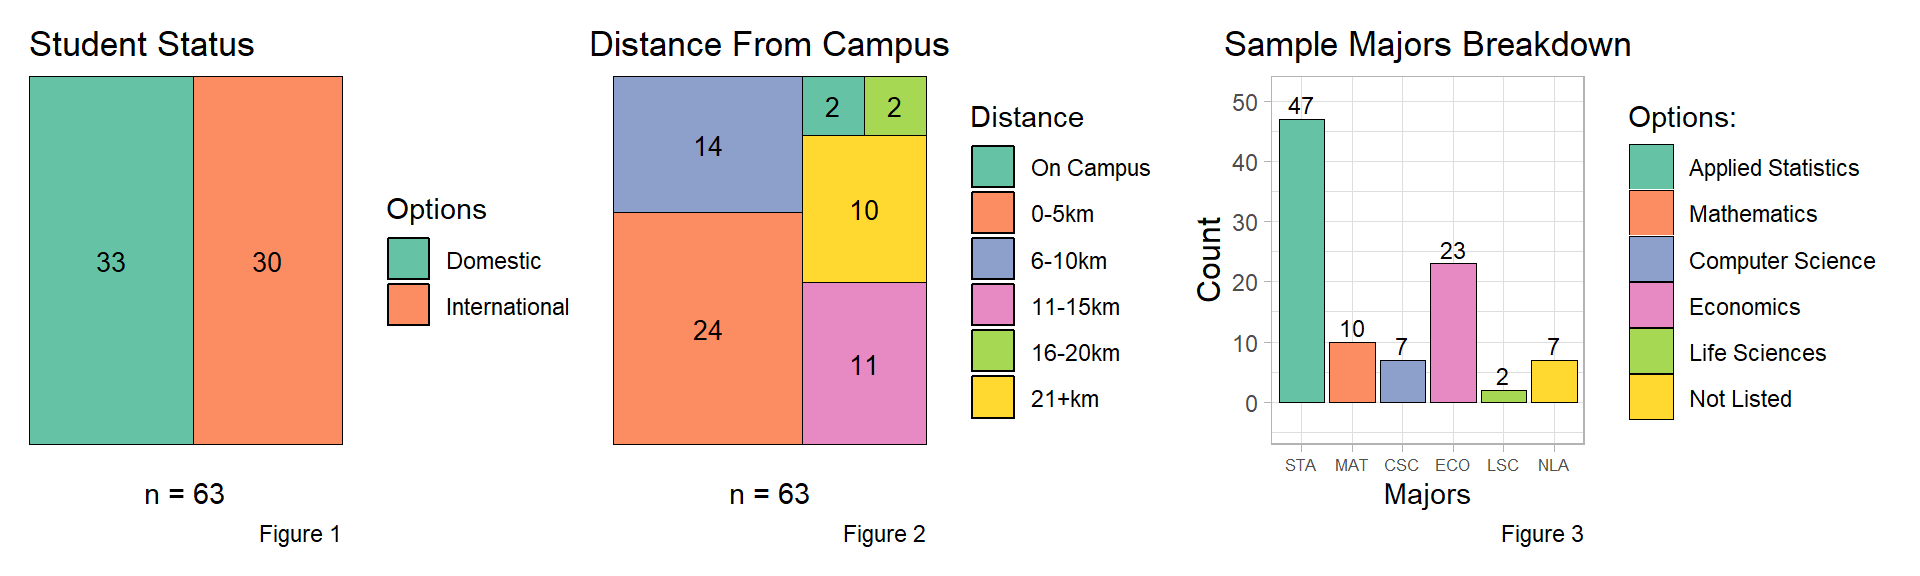 Student Status
33
30
Options
Domestic
International
n = 63
Figure 1
Distance From Campus
14
2
2
10
24
11
Distance
On Campus
0-5km
6-10km
11-15km
16-20km
21+km
n = 63
Figure 2
Sample Majors Breakdown
Count
50
40
30
20
10
0
47
10
7
23
2
7
STA MAT CSC ECO LSC NLA
Majors
Options:
Applied Statistics
Mathematics
Computer Science
Economics
Life Sciences
Not Listed
Figure 3